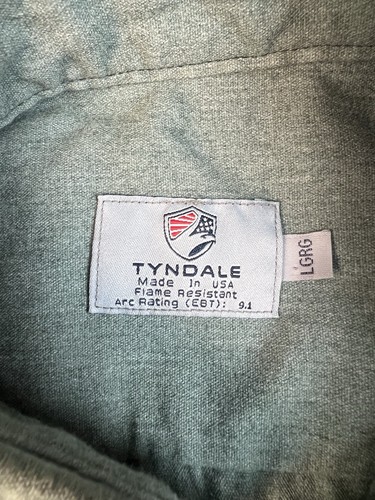 TYNDALE
Made In USA
Flame Resistant
Arc Rating (EBT): 9.1
LGRG